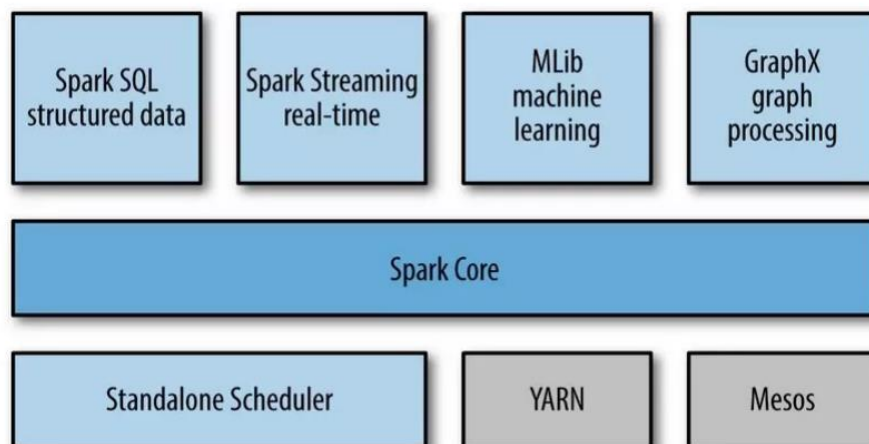 Spark SQL
structured data
Spark Streaming
real-time
MLib
machine
learning
GraphX
graph
processing
Spark Core
Standalone Scheduler
YARN
Mesos